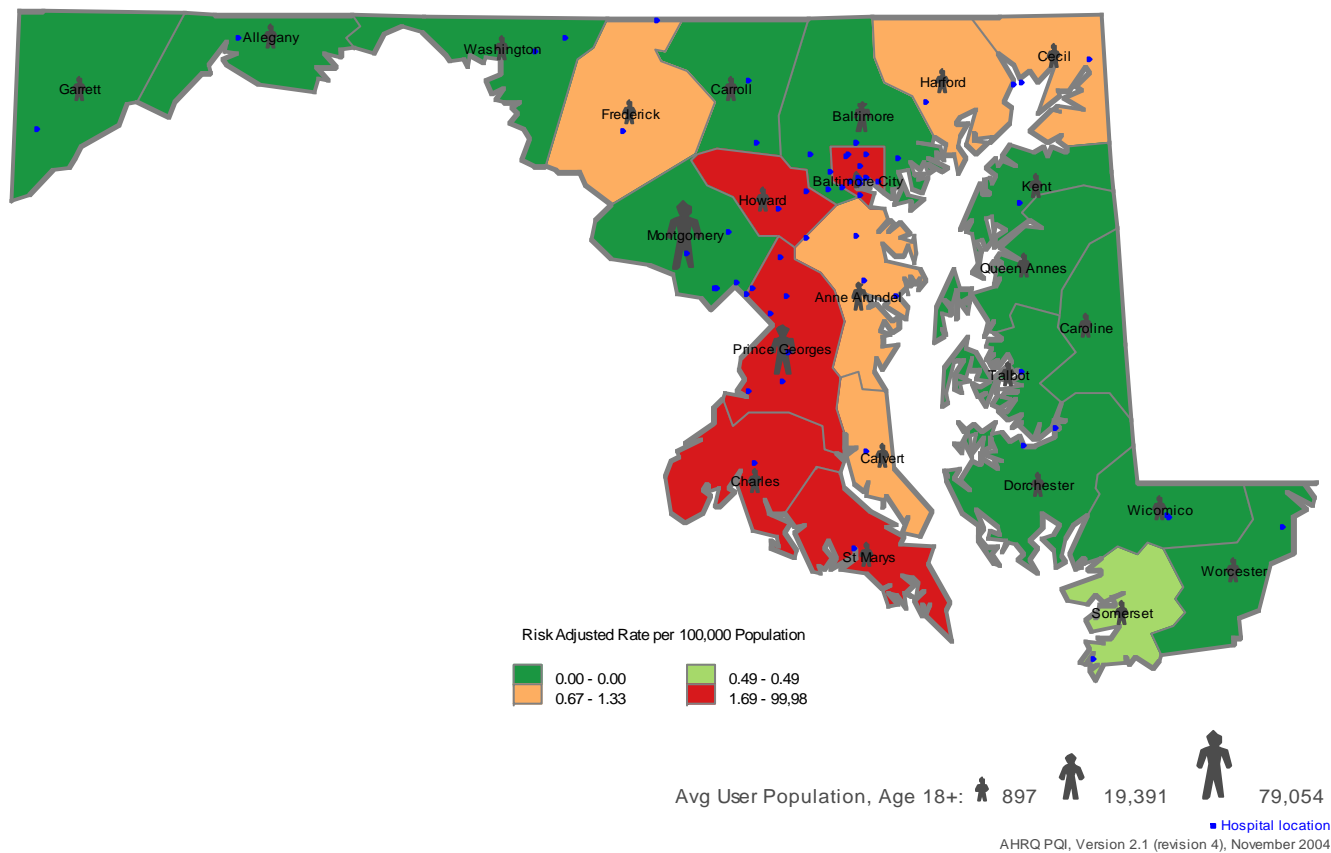 Allegany
Washington
Cecil
Garrett
Carroll
Harford
Frederick
Baltimore
Baltimore City
Kent
Howard
Montgomery
Queen Annes
Anne Arundel
Caroline
Prince Georges
Talbot
Calvert
Charles
Dorchester
Wicomico
St Marys
Worcester
Somerset
Risk Adjusted Rate per 100,000 Population
0.00 - 0.00 0.49 - 0.49
0.67 - 1.33 1.69 - 99,98
Avg User Population, Age 18+: 897 19,391 79,054
Hospital location
AHRQ PQI, Version 2.1 (revision 4), November 2004